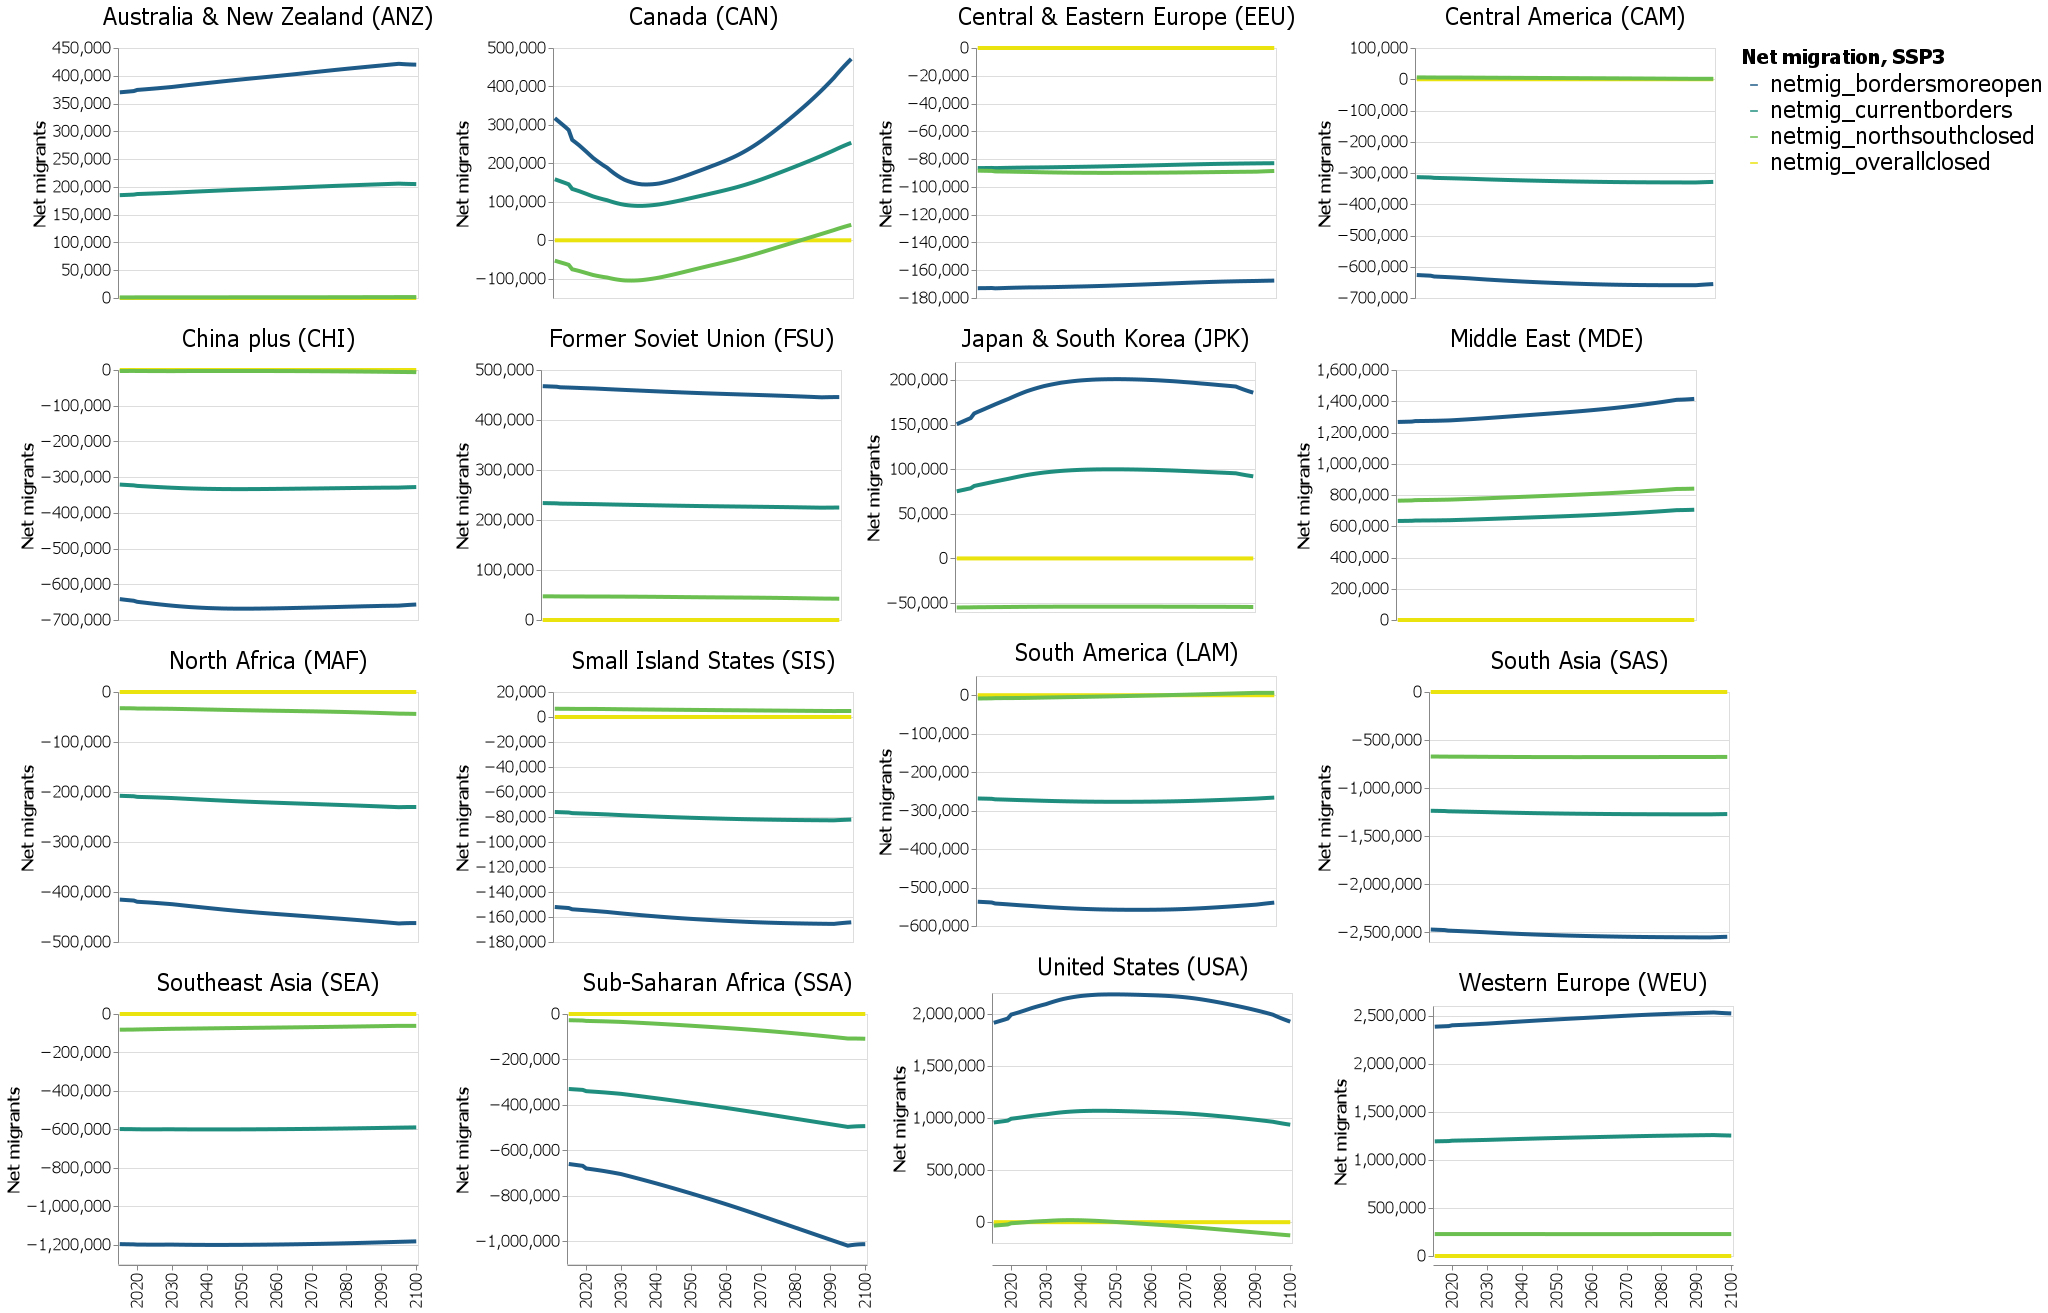 Australia & New Zealand (ANZ)
450,000
400,000
350,000
300,000
250,000
200,000
150,000
100,000
50,000
0
Net migrants
Canada (CAN)
500,000
400,000
300,000
200,000
100,000
0
−100,000
Net migrants
Central & Eastern Europe (EEU)
0
−20,000
−40,000
−60,000
−80,000
−100,000
−120,000
−140,000
−160,000
−180,000
Net migrants
Central America (CAM)
100,000
0
−100,000
−200,000
−300,000
−400,000
−500,000
−600,000
−700,000
Net migrants
Net migration, SSP3
netmig_bordersmoreopen
netmig_currentborders
netmig_northsouthclosed
netmig_overallclosed
China plus (CHI)
0
−100,000
−200,000
−300,000
−400,000
−500,000
−600,000
−700,000
Net migrants
Former Soviet Union (FSU)
500,000
400,000
300,000
200,000
100,000
0
Net migrants
Japan & South Korea (JPK)
200,000
150,000
100,000
50,000
0
−50,000
Net migrants
Middle East (MDE)
1,600,000
1,400,000
1,200,000
1,000,000
800,000
600,000
400,000
200,000
0
Net migrants
North Africa (MAF)
0
−100,000
−200,000
−300,000
−400,000
−500,000
Net migrants
Small Island States (SIS)
20,000
0
−20,000
−40,000
−60,000
−80,000
−100,000
−120,000
−140,000
−160,000
−180,000
Net migrants
South America (LAM)
0
−100,000
−200,000
−300,000
−400,000
−500,000
−600,000
Net migrants
South Asia (SAS)
0
−500,000
−1,000,000
−1,500,000
−2,000,000
−2,500,000
Net migrants
Southeast Asia (SEA)
0
−200,000
−400,000
−600,000
−800,000
−1,000,000
−1,200,000
Net migrants
2020 2030 2040 2050 2060 2070 2080 2090 2100
Sub-Saharan Africa (SSA)
0
−200,000
−400,000
−600,000
−800,000
−1,000,000
Net migrants
2020 2030 2040 2050 2060 2070 2080 2090 2100
United States (USA)
2,000,000
1,500,000
1,000,000
500,000
0
Net migrants
2020 2030 2040 2050 2060 2070 2080 2090 2100
Western Europe (WEU)
2,500,000
2,000,000
1,500,000
1,000,000
500,000
0
Net migrants
2020 2030 2040 2050 2060 2070 2080 2090 2100